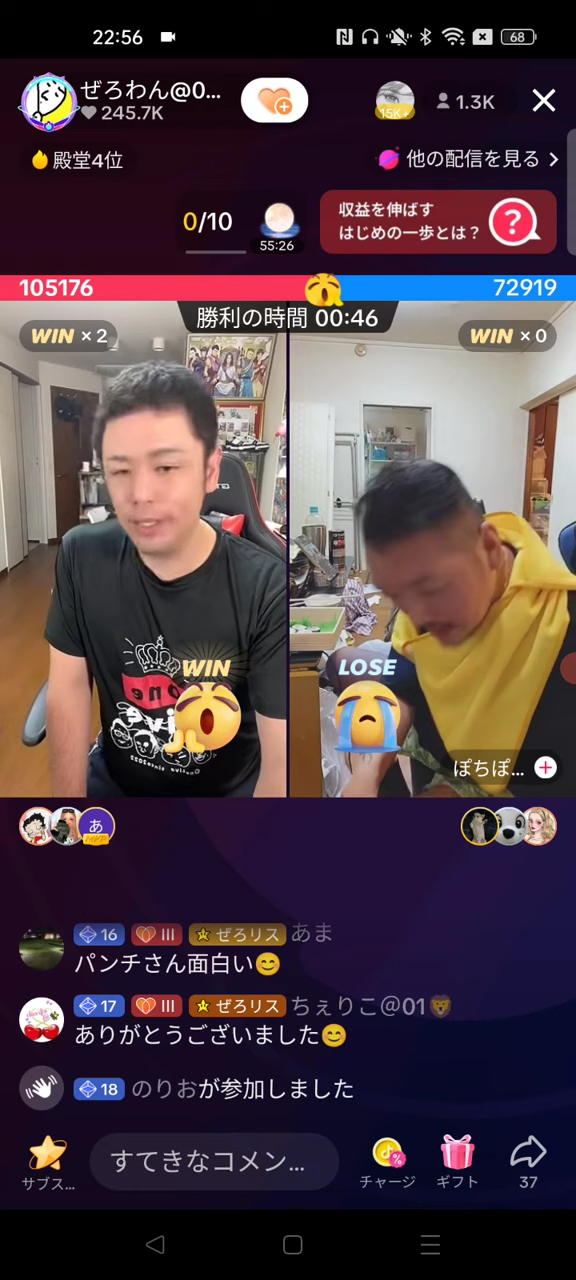 22:56
68
ぜろわん@0...
245.7K
15K+
1.3K
殿堂4位
他の配信を見る
0/10
55:26
収益を伸ばす
はじめの一歩とは?
105176
72919
勝利の時間 00:46
WIN × 2
WIN × 0
WIN
LOSE
ぽちぽ...
あ
16 III ぜろリス あま
パンチさん面白い😊
17 III ぜろリス ちぇりこ@01🦁
ありがとうございました😊
18 のりおが参加しました
すてきなコメン...
サブス...
チャージ
ギフト
37